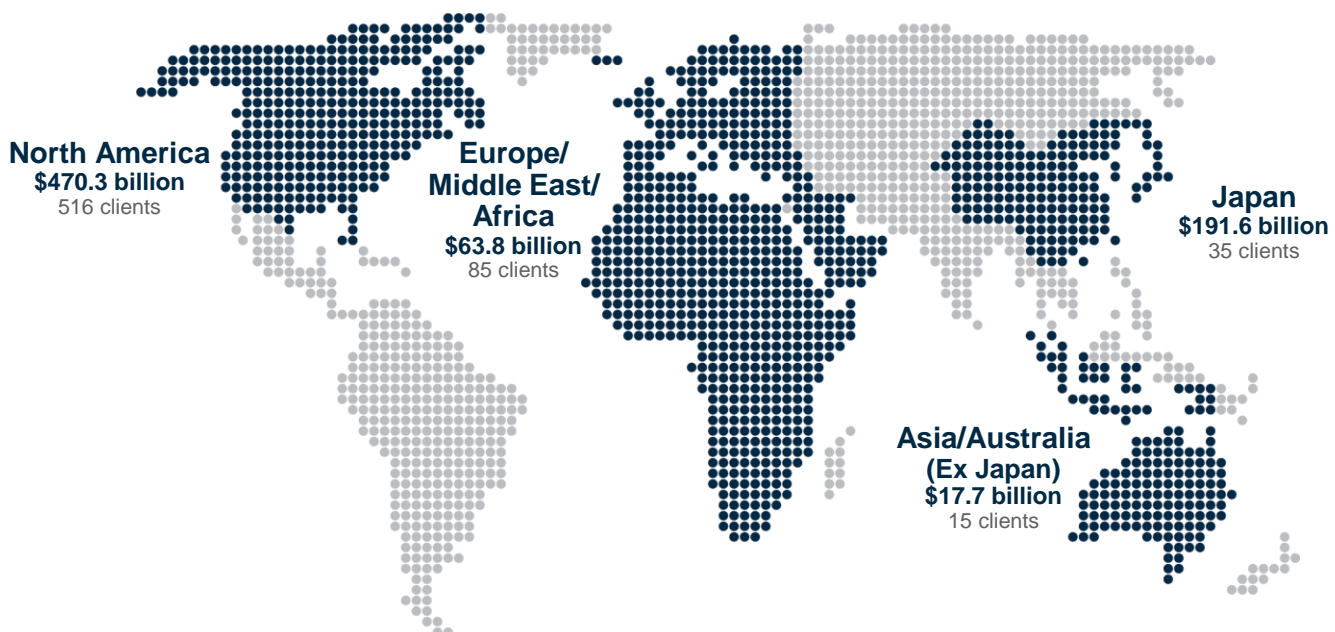 North America
$470.3 billion
516 clients
Europe/
Middle East/
Africa
$63.8 billion
85 clients
Japan
$191.6 billion
35 clients
Asia/Australia
(Ex Japan)
$17.7 billion
15 clients